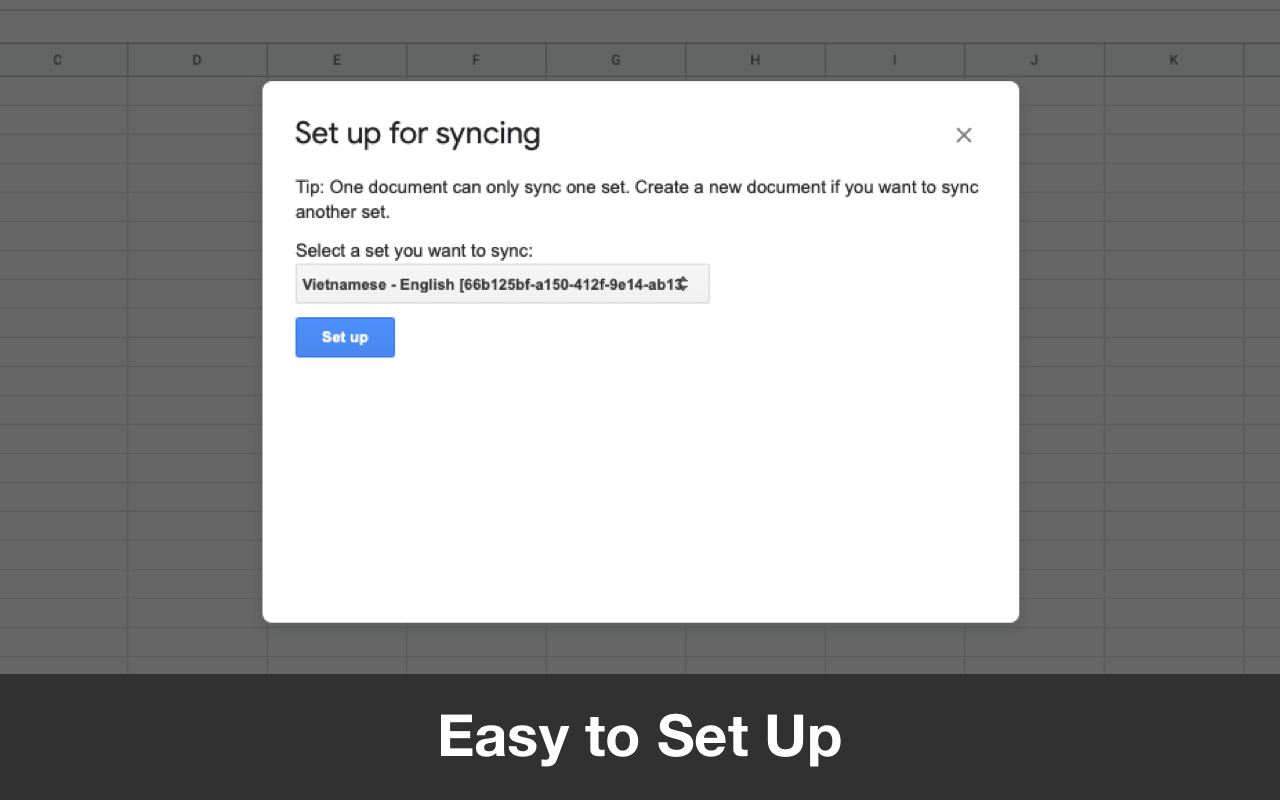 C D E F G H I J K
Set up for syncing
Tip: One document can only sync one set. Create a new document if you want to sync
another set.
Select a set you want to sync:
Vietnamese - English [66b125bf-a150-412f-9e14-ab13
Set up
Easy to Set Up